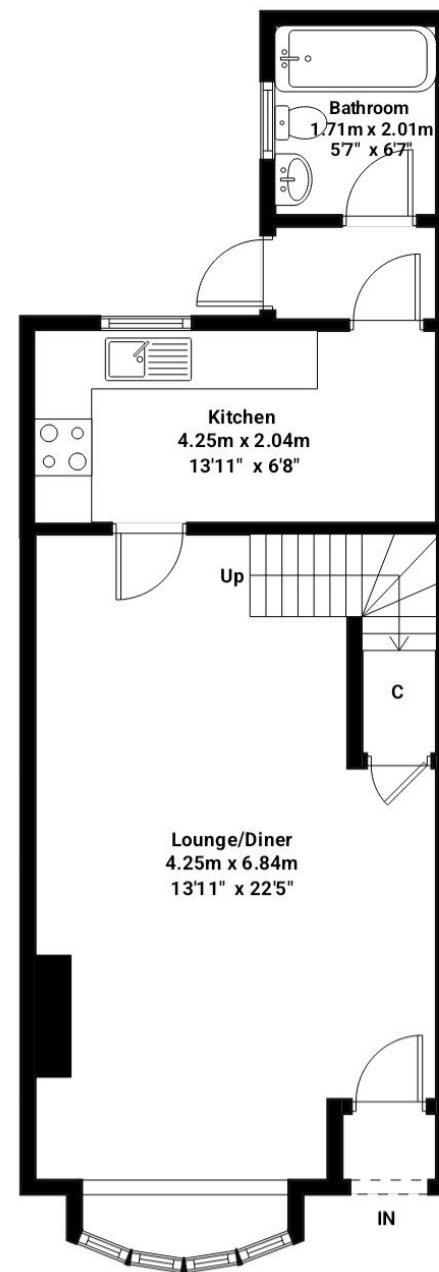 Bathroom
1.71m x 2.01m
5'7" x 6'7"
Kitchen
4.25m x 2.04m
13'11" x 6'8"
Up
C
Lounge/Diner
4.25m x 6.84m
13'11" x 22'5"
IN